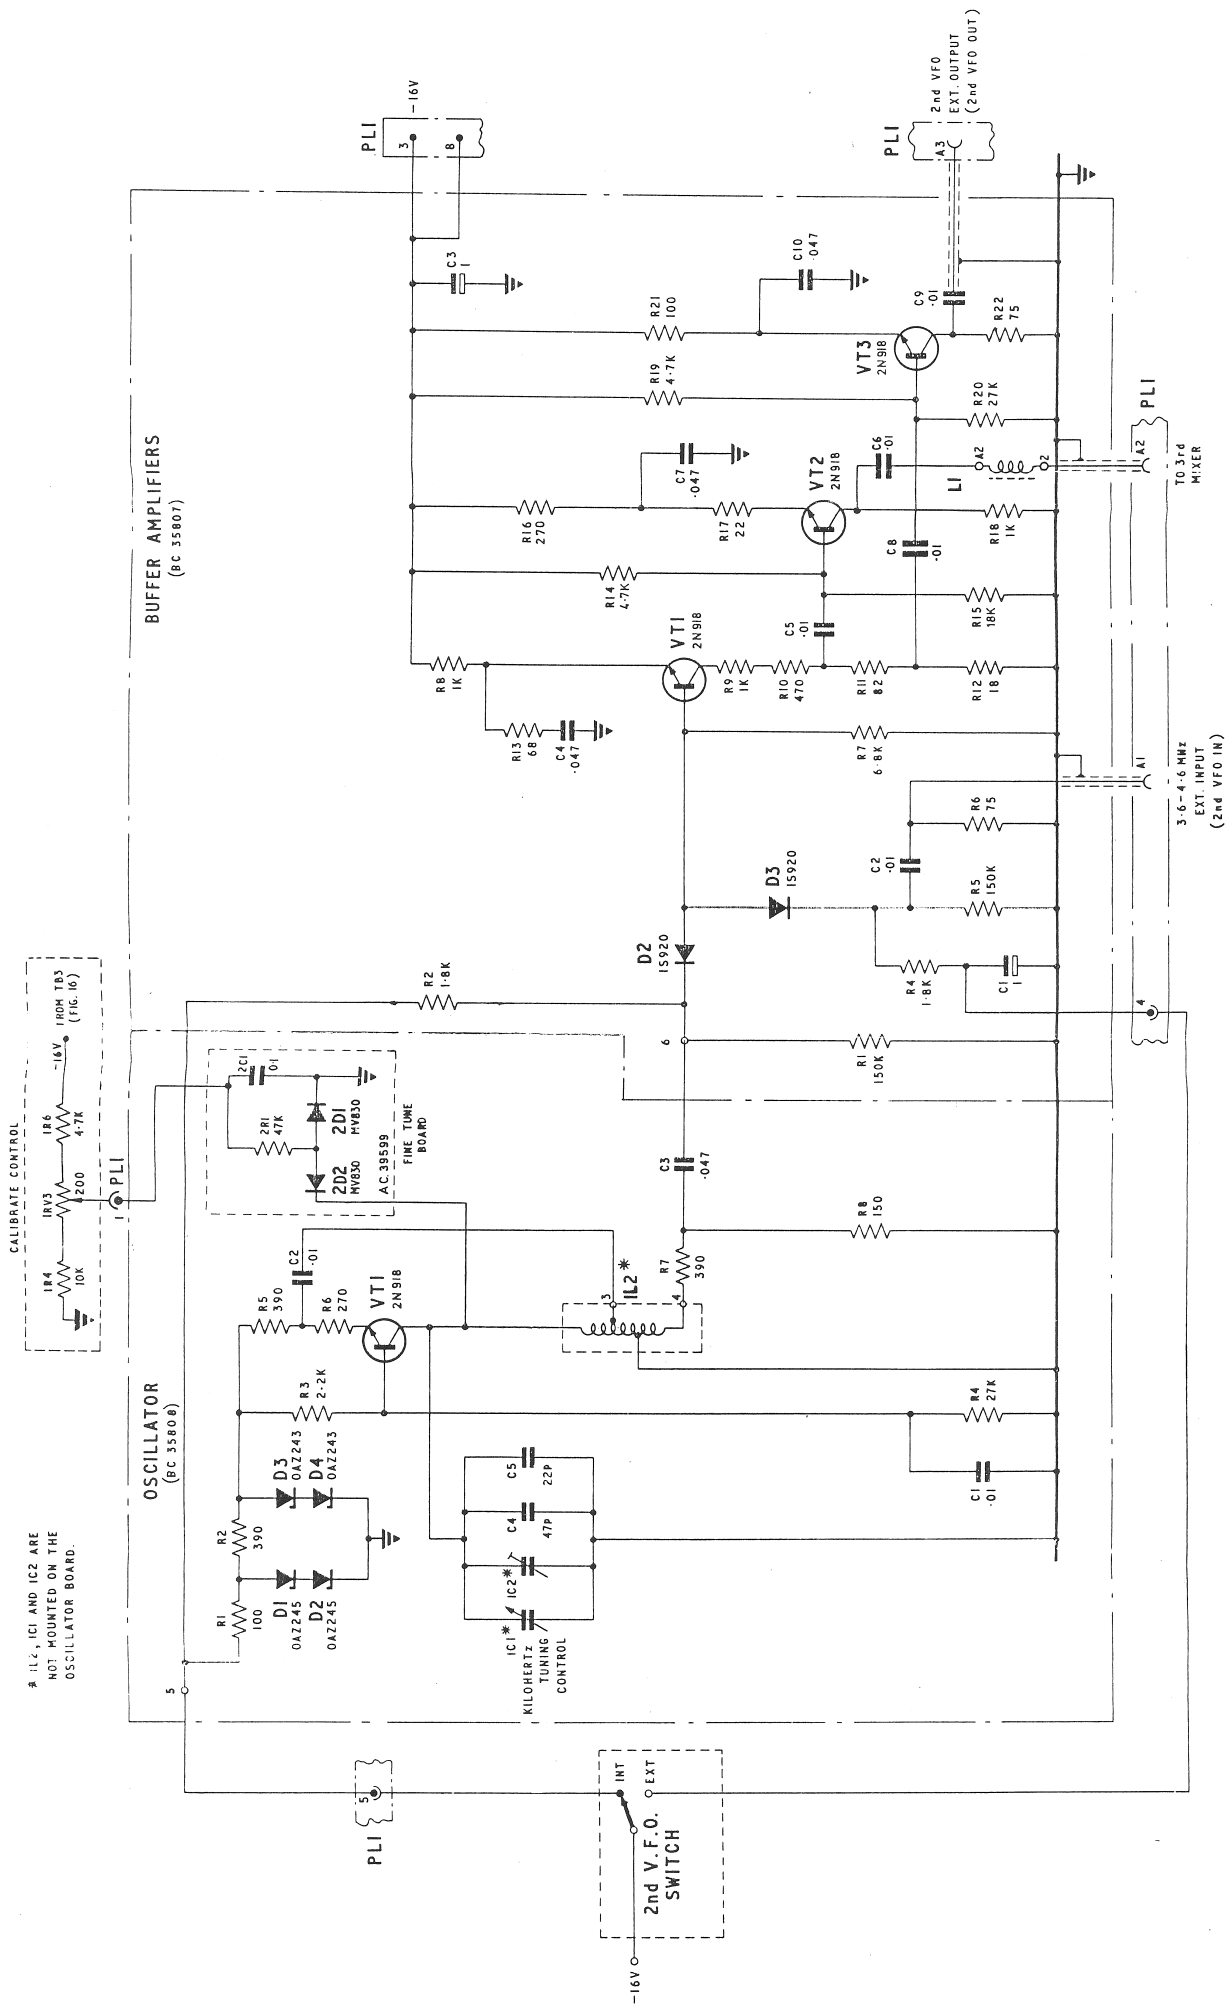 * 1L2, 1C1 AND 1C2 ARE
NOT MOUNTED ON THE
OSCILLATOR BOARD.
CALIBRATE CONTROL
1R4
10K
1RV3
200
1R6
4·7K
-16V
FROM TB3
(FIG. 16)
1
PL1
OSCILLATOR
(BC 35808)
BUFFER AMPLIFIERS
(BC 35807)
5
R1
100
R2
390
D1
OAZ245
D2
OAZ245
D3
OAZ243
D4
OAZ243
R3
2·2K
R5
390
R6
270
C2
·01
VT1
2N918
2R1
47K
2C1
0·1
2D2
MV830
2D1
MV830
A.C.39599
FINE TUNE
BOARD
1C1*
KILOHERTZ
TUNING
CONTROL
1C2*
C4
47P
C5
22P
1L2*
3
4
R7
390
R8
150
C3
·047
R4
27K
C1
·01
R2
1·8K
6
R1
150K
D2
1S920
D3
1S920
R4
1·8K
C1
1
C2
·01
R5
150K
R6
75
R7
6·8K
R8
1K
R13
68
C4
·047
VT1
2N918
R9
1K
R10
470
R11
82
R12
18
C5
·01
R14
4·7K
R15
18K
R16
270
R17
22
C7
·047
VT2
2N918
C8
·01
R18
1K
C6
·01
A2
L1
2
R19
4·7K
R20
27K
R21
100
C10
·047
VT3
2N918
C9
·01
R22
75
C3
1
PL1
3
8
-16V
PL1
A3
2nd VFO
EXT. OUTPUT
(2nd VFO OUT)
PL1
A2
TO 3rd
MIXER
A1
3·6-4·6 MHz
EXT. INPUT
(2nd VFO IN)
4
PL1
5
INT
EXT
2nd V.F.O.
SWITCH
-16V